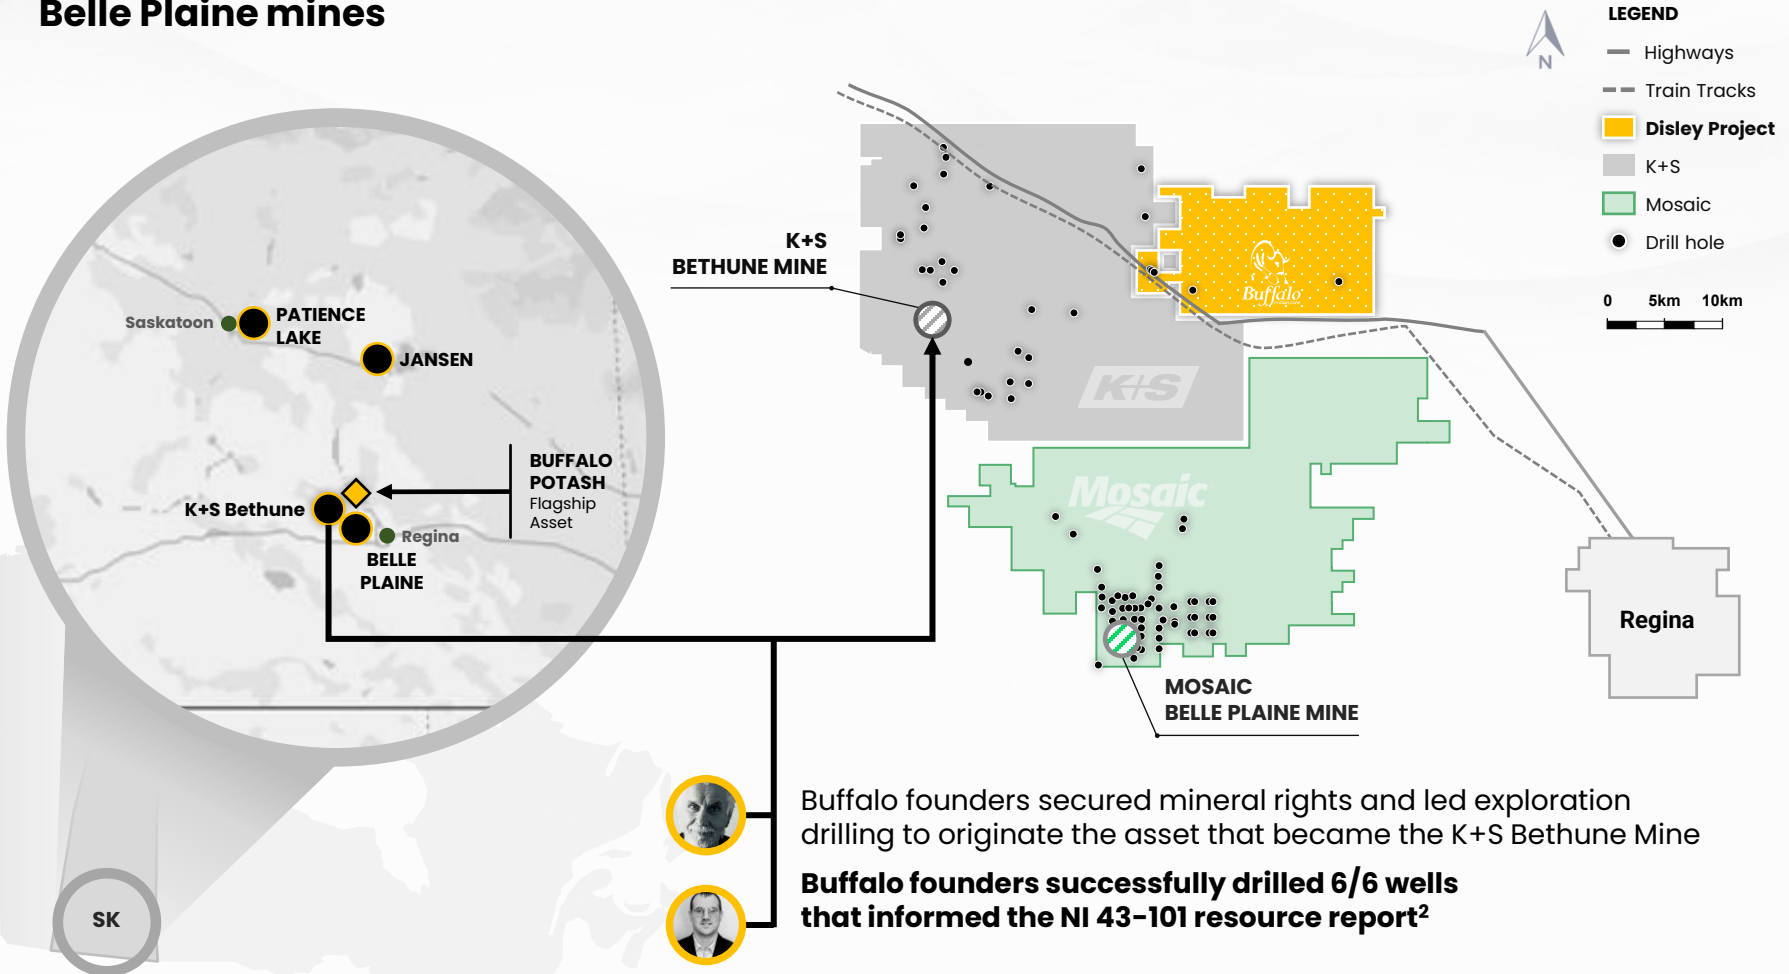 Belle Plaine mines
LEGEND
Highways
Train Tracks
Disley Project
K+S
Mosaic
Drill hole
0 5km 10km
N
K+S
BETHUNE MINE
Buffalo
K+S
Mosaic
MOSAIC
BELLE PLAINE MINE
Regina
Saskatoon
PATIENCE
LAKE
JANSEN
BUFFALO
POTASH
Flagship
Asset
K+S Bethune
Regina
BELLE
PLAINE
SK
Buffalo founders secured mineral rights and led exploration
drilling to originate the asset that became the K+S Bethune Mine
Buffalo founders successfully drilled 6/6 wells
that informed the NI 43-101 resource report²